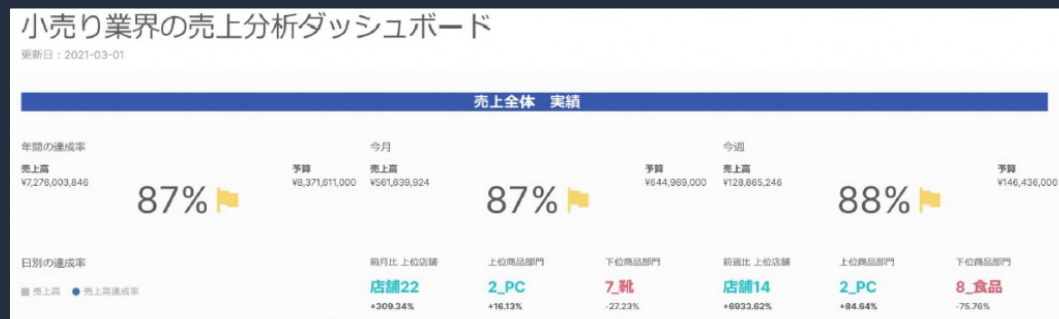 小売り業界の売上分析ダッシュボード
更新日：2021-03-01
売上全体　実績
年間の達成率
売上高
¥7,276,003,846
87%
予算
¥8,371,611,000
今月
売上高
¥561,639,924
87%
予算
¥644,969,000
今週
売上高
¥128,865,246
88%
予算
¥146,436,000
日別の達成率
売上高 売上高達成率
前月比 上位店舗
店舗22
+309.34%
上位商品部門
2_PC
+16.13%
下位商品部門
7_靴
-27.23%
前週比 上位店舗
店舗14
+6933.62%
上位商品部門
2_PC
+84.64%
下位商品部門
8_食品
-75.76%